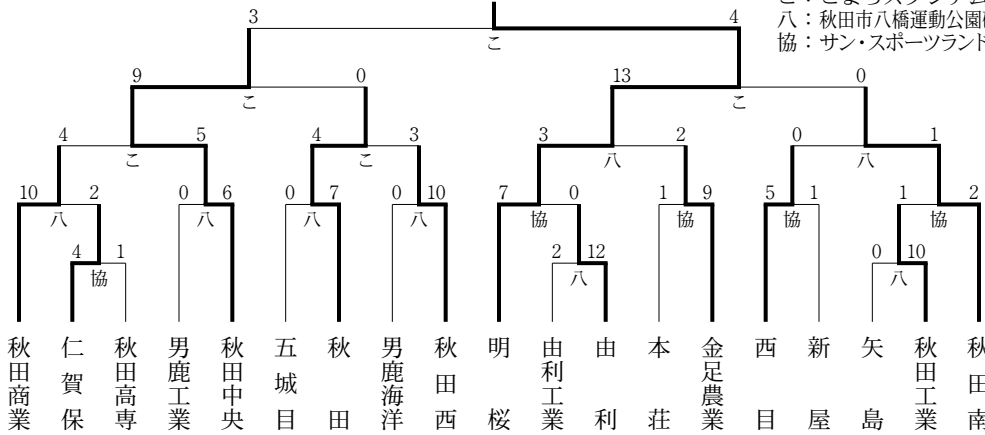 こ：こまちスタジアム
八：秋田市八橋運動公園
協：サン・スポーツランド
3 4
こ
9 0 13 0
こ こ
4 5 4 3 3 2 0 1
こ こ 八 八
10 2 0 6 0 7 0 10 7 0 1 9 5 1 1 2
八 八 八 八 協 協 協 協
4 1 2 12 0 10
協 八 八
秋田商業
仁賀保
秋田高専
男鹿工業
秋田中央
五城目
秋田
男鹿海洋
秋田西
明桜
由利工業
由利
本荘
金足農業
西目
新屋
矢島
秋田工業
秋田南